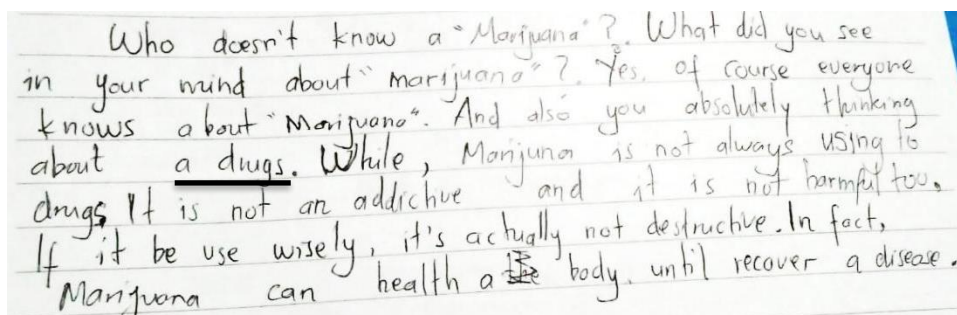 Who doesn't know a "Marijuana"?. What did you see
in your mind about "marijuana"?. Yes, of course everyone
knows about "Marijuana". And also you absolutely thinking
about a drugs. While, Marijuna is not always using to
drugs. It is not an addictive and it is not harmful too.
If it be use wisely, it's actually not destructive. In fact,
Marijuana can health a body. until recover a disease.